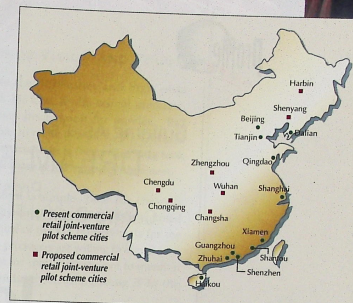 Harbin
Shenyang
Beijing
Dalian
Tianjin
Qingdao
Zhengzhou
Chengdu
Wuhan
Shanghai
Chongqing
Changsha
Xiamen
Guangzhou
Shantou
Zhuhai
Shenzhen
Haikou
Present commercial
retail joint-venture
pilot scheme cities
Proposed commercial
retail joint-venture
pilot scheme cities